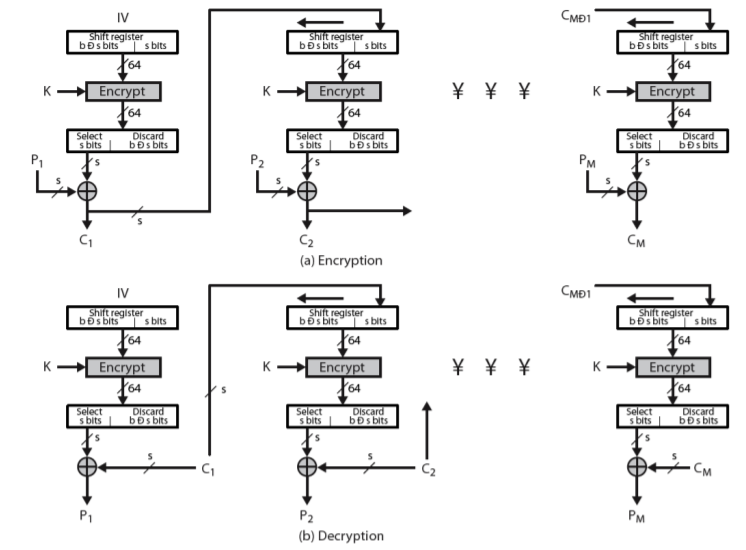 IV
C_MÐ1
Shift register
b Ð s bits | s bits
Shift register
b Ð s bits | s bits
Shift register
b Ð s bits | s bits
64
64
64
K
Encrypt
K
Encrypt
¥ ¥ ¥
K
Encrypt
64
64
64
Select Discard
s bits | b Ð s bits
Select Discard
s bits | b Ð s bits
Select Discard
s bits | b Ð s bits
P1
s
P2
s
PM
s
s
s
s
s
C1
C2
CM
(a) Encryption
IV
C_MÐ1
Shift register
b Ð s bits | s bits
Shift register
b Ð s bits | s bits
Shift register
b Ð s bits | s bits
64
64
64
K
Encrypt
K
Encrypt
¥ ¥ ¥
K
Encrypt
64
64
64
s
Select Discard
s bits | b Ð s bits
Select Discard
s bits | b Ð s bits
Select Discard
s bits | b Ð s bits
s
s
s
s
C1
s
C2
s
CM
P1
P2
PM
(b) Decryption